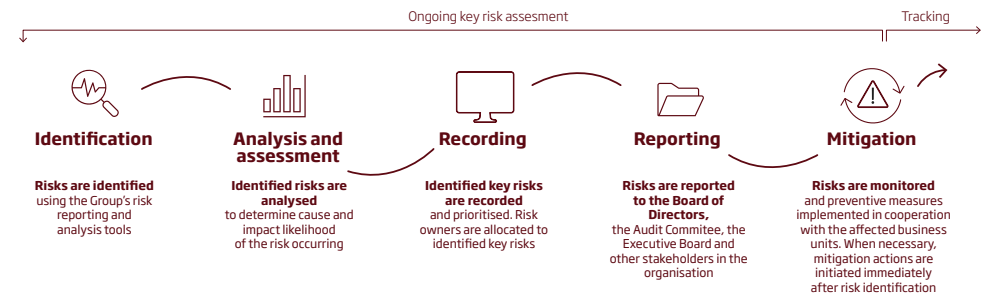 Ongoing key risk assesment
Tracking
Identification
Risks are identified
using the Group's risk
reporting and
analysis tools
Analysis and
assessment
Identified risks are
analysed
to determine cause and
impact likelihood
of the risk occurring
Recording
Identified key risks
are recorded
and prioritised. Risk
owners are allocated to
identified key risks
Reporting
Risks are reported
to the Board of
Directors,
the Audit Commitee, the
Executive Board and
other stakeholders in the
organisation
Mitigation
Risks are monitored
and preventive measures
implemented in cooperation
with the affected business
units. When necessary,
mitigation actions are
initiated immediately
after risk identification